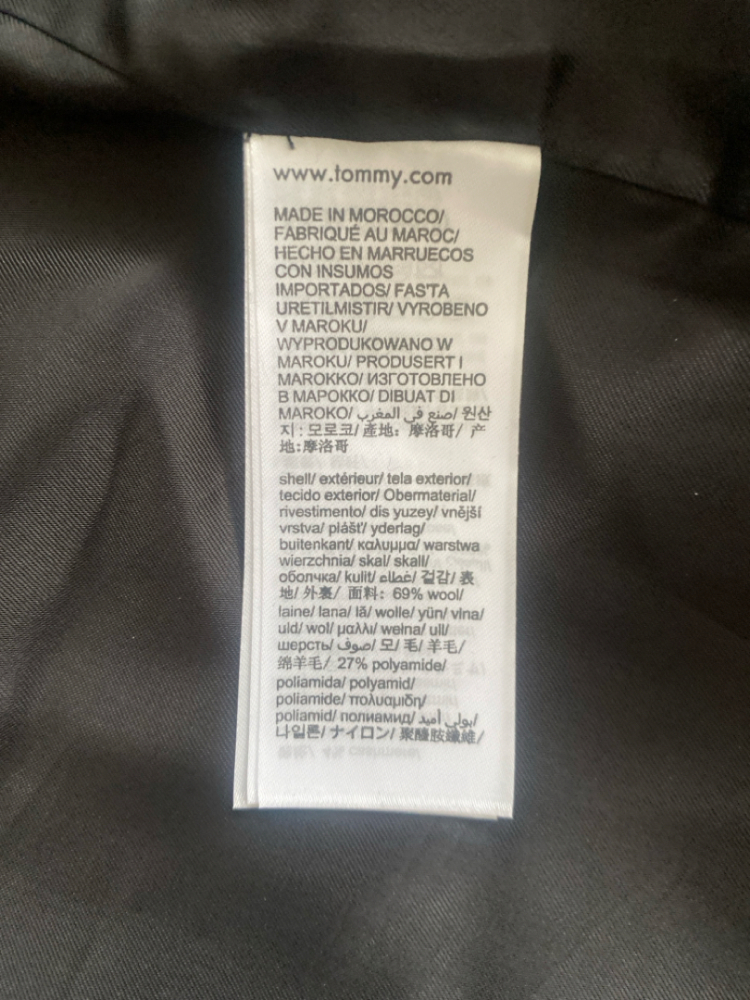 www.tommy.com
MADE IN MOROCCO/
FABRIQUÉ AU MAROC/
HECHO EN MARRUECOS
CON INSUMOS
IMPORTADOS/ FAS'TA
URETILMISTIR/ VYROBENO
V MAROKU/
WYPRODUKOWANO W
MAROKU/ PRODUSERT I
MAROKKO/ ИЗГОТОВЛЕНО
В МАРОККО/ DIBUAT DI
MAROKO/ صنع في المغرب/ 원산
지: 모로코/ 產地: 摩洛哥/ 产
地:摩洛哥
shell/ extérieur/ tela exterior/
tecido exterior/ Obermaterial/
rivestimento/ dis yuzey/ vnější
vrstva/ plášť/ yderlag/
buitenkant/ καλυμμα/ warstwa
wierzchnia/ skal/ skall/
оболчка/ kulit/ غطاء/ 겉감/ 表
地/ 外裏/ 面料: 69% wool/
laine/ lana/ lã/ wolle/ yün/ vlna/
uld/ wol/ μαλλι/ wełna/ ull/
шерсть/ صوف/ 모/ 毛/ 羊毛/
绵羊毛/ 27% polyamide/
poliamida/ polyamid/
poliamide/ πολυαμιδη/
poliamid/ полиамид/ بولي أميد/
나일론/ ナイロン/ 聚醯胺纖維/
4% cashmere/